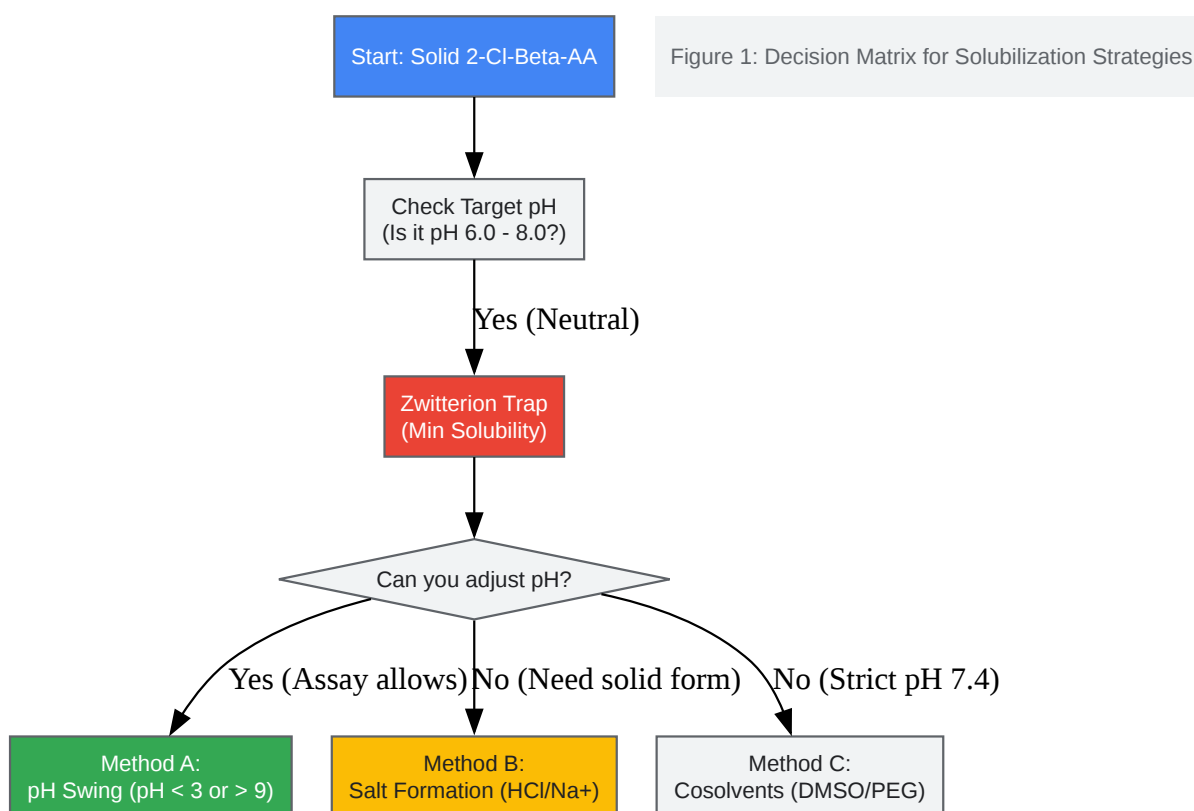 Start: Solid 2-Cl-Beta-AA
Figure 1: Decision Matrix for Solubilization Strategies
Check Target pH
(Is it pH 6.0 - 8.0?)
Yes (Neutral)
Zwitterion Trap
(Min Solubility)
Can you adjust pH?
Yes (Assay allows)
No (Need solid form)
No (Strict pH 7.4)
Method A:
pH Swing (pH < 3 or > 9)
Method B:
Salt Formation (HCl/Na+)
Method C:
Cosolvents (DMSO/PEG)